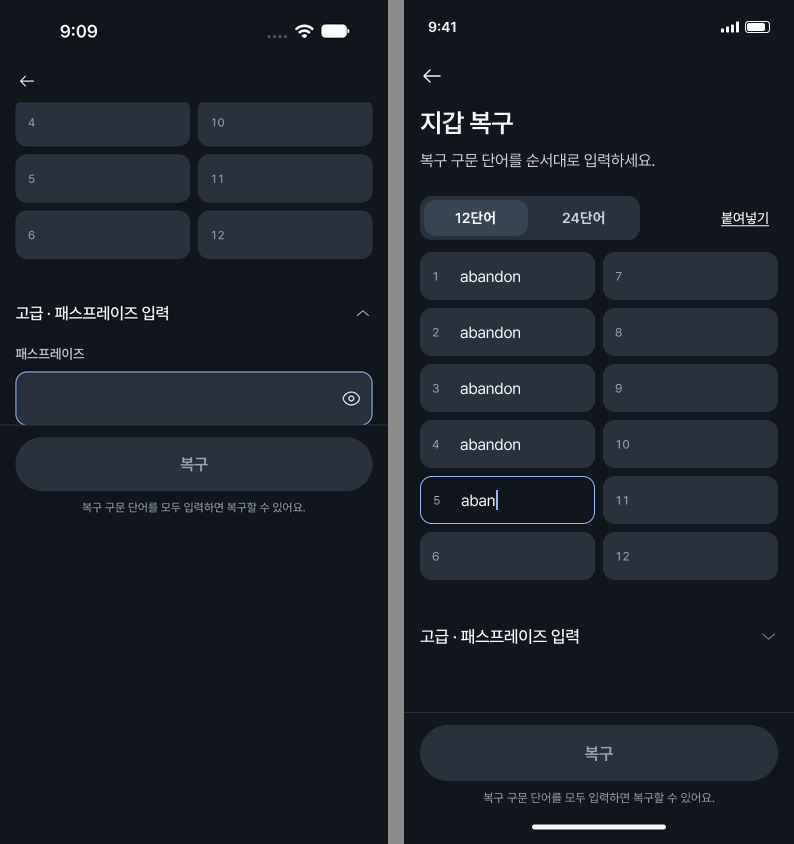 9:09
4
10
5
11
6
12
고급 · 패스프레이즈 입력
패스프레이즈
복구
복구 구문 단어를 모두 입력하면 복구할 수 있어요.
9:41
지갑 복구
복구 구문 단어를 순서대로 입력하세요.
12단어
24단어
붙여넣기
1 abandon
7
2 abandon
8
3 abandon
9
4 abandon
10
5 aban
11
6
12
고급 · 패스프레이즈 입력
복구
복구 구문 단어를 모두 입력하면 복구할 수 있어요.